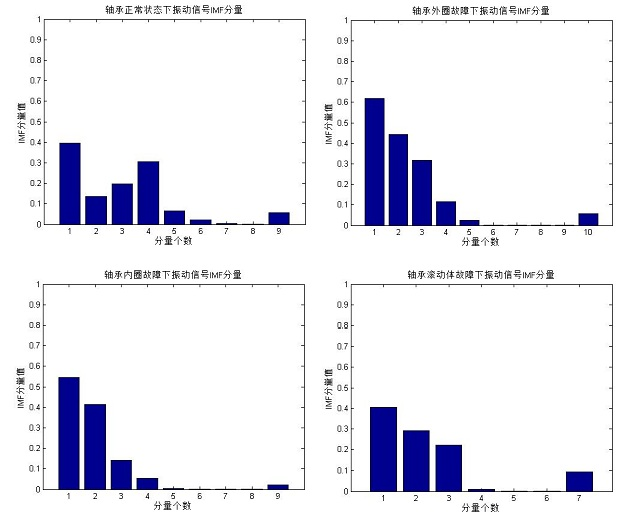 轴承正常状态下振动信号IMF分量
1
0.9
0.8
0.7
0.6
0.5
0.4
0.3
0.2
0.1
0
IMF分量值
1 2 3 4 5 6 7 8 9
分量个数
轴承外圈故障下振动信号IMF分量
1
0.9
0.8
0.7
0.6
0.5
0.4
0.3
0.2
0.1
0
IMF分量值
1 2 3 4 5 6 7 8 9 10
分量个数
轴承内圈故障下振动信号IMF分量
1
0.9
0.8
0.7
0.6
0.5
0.4
0.3
0.2
0.1
0
IMF分量值
1 2 3 4 5 6 7 8 9
分量个数
轴承滚动体故障下振动信号IMF分量
1
0.9
0.8
0.7
0.6
0.5
0.4
0.3
0.2
0.1
0
IMF分量值
1 2 3 4 5 6 7
分量个数